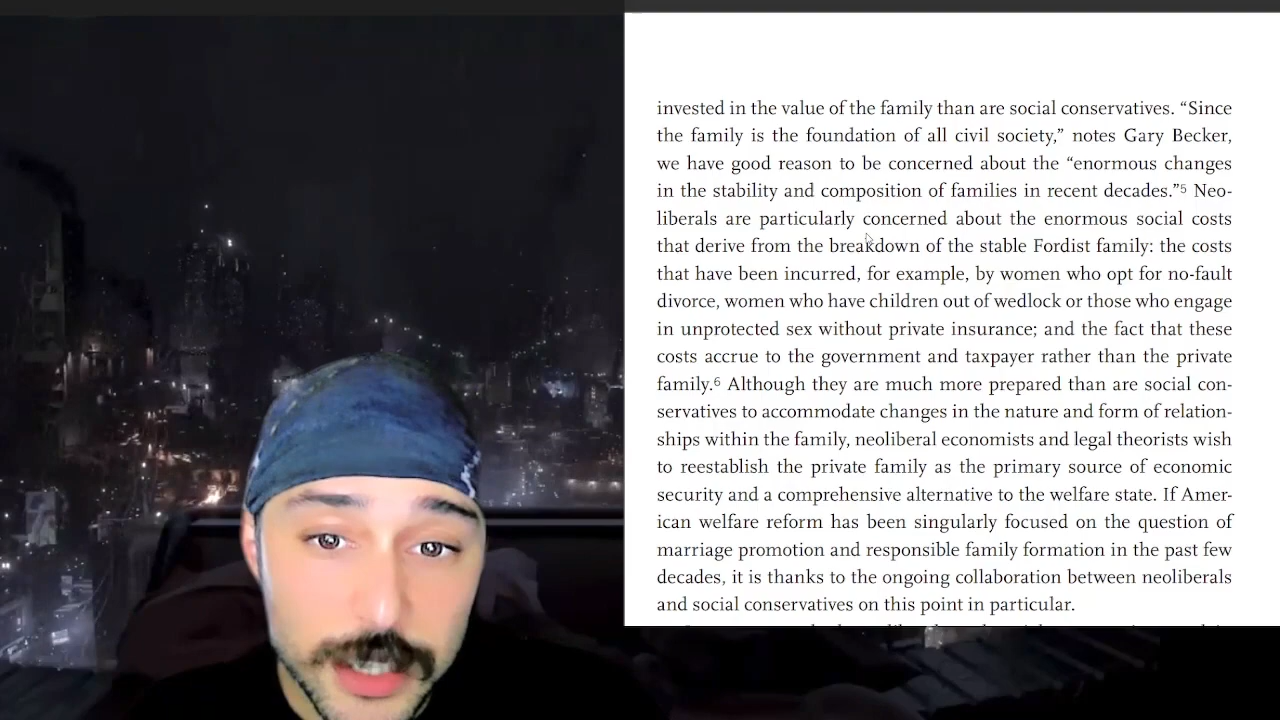 invested in the value of the family than are social conservatives. “Since
the family is the foundation of all civil society,” notes Gary Becker,
we have good reason to be concerned about the “enormous changes
in the stability and composition of families in recent decades.”⁵ Neo-
liberals are particularly concerned about the enormous social costs
that derive from the breakdown of the stable Fordist family: the costs
that have been incurred, for example, by women who opt for no-fault
divorce, women who have children out of wedlock or those who engage
in unprotected sex without private insurance; and the fact that these
costs accrue to the government and taxpayer rather than the private
family.⁶ Although they are much more prepared than are social con-
servatives to accommodate changes in the nature and form of relation-
ships within the family, neoliberal economists and legal theorists wish
to reestablish the private family as the primary source of economic
security and a comprehensive alternative to the welfare state. If Amer-
ican welfare reform has been singularly focused on the question of
marriage promotion and responsible family formation in the past few
decades, it is thanks to the ongoing collaboration between neoliberals
and social conservatives on this point in particular.